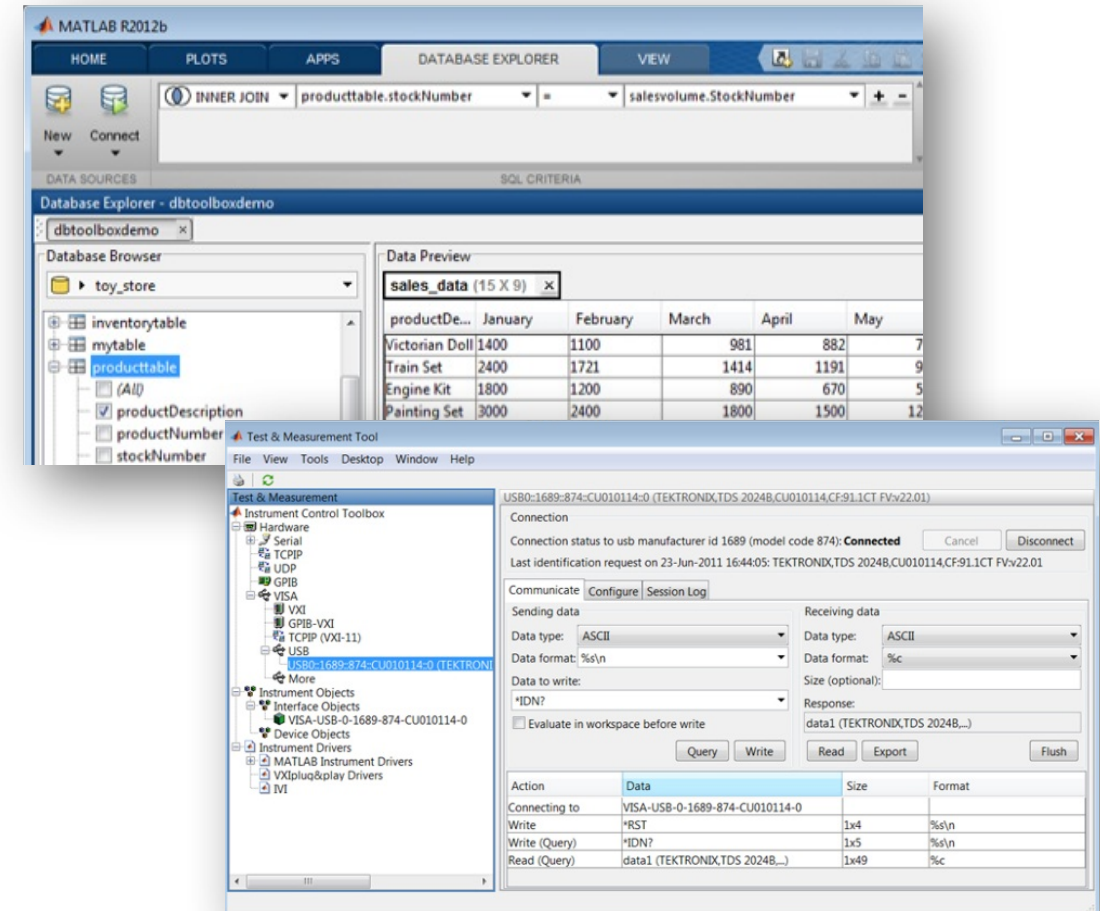 MATLAB R2012b
HOME PLOTS APPS DATABASE EXPLORER VIEW
INNER JOIN producttable.stockNumber = salesvolume.StockNumber + -
New Connect
DATA SOURCES SQL CRITERIA
Database Explorer - dbtoolboxdemo
dbtoolboxdemo ×
Database Browser Data Preview
toy_store sales_data (15 X 9) ×
inventorytable productDe... January February March April May
mytable Victorian Doll 1400 1100 981 882 7
producttable Train Set 2400 1721 1414 1191 9
(All) Engine Kit 1800 1200 890 670 5
productDescription Painting Set 3000 2400 1800 1500 12
productNumber
stockNumber
Test & Measurement Tool
File View Tools Desktop Window Help
Test & Measurement
Instrument Control Toolbox
Hardware
Serial
TCPIP
UDP
GPIB
VISA
VXI
GPIB-VXI
TCPIP (VXI-11)
USB
USB0::1689::874::CU010114::0 (TEKTRONI
More
Instrument Objects
Interface Objects
VISA-USB-0-1689-874-CU010114-0
Device Objects
Instrument Drivers
MATLAB Instrument Drivers
VXIplug&play Drivers
IVI
USB0::1689::874::CU010114::0 (TEKTRONIX,TDS 2024B,CU010114,CF:91.1CT FV:v22.01)
Connection
Connection status to usb manufacturer id 1689 (model code 874): Connected Cancel Disconnect
Last identification request on 23-Jun-2011 16:44:05: TEKTRONIX,TDS 2024B,CU010114,CF:91.1CT FV:v22.01
Communicate Configure Session Log
Sending data Receiving data
Data type: ASCII Data type: ASCII
Data format: %s\n Data format: %c
Data to write: Size (optional):
*IDN? Response:
Evaluate in workspace before write data1 (TEKTRONIX,TDS 2024B,...)
Query Write Read Export Flush
Action Data Size Format
Connecting to VISA-USB-0-1689-874-CU010114-0
Write *RST 1x4 %s\n
Write (Query) *IDN? 1x5 %s\n
Read (Query) data1 (TEKTRONIX,TDS 2024B,...) 1x49 %c